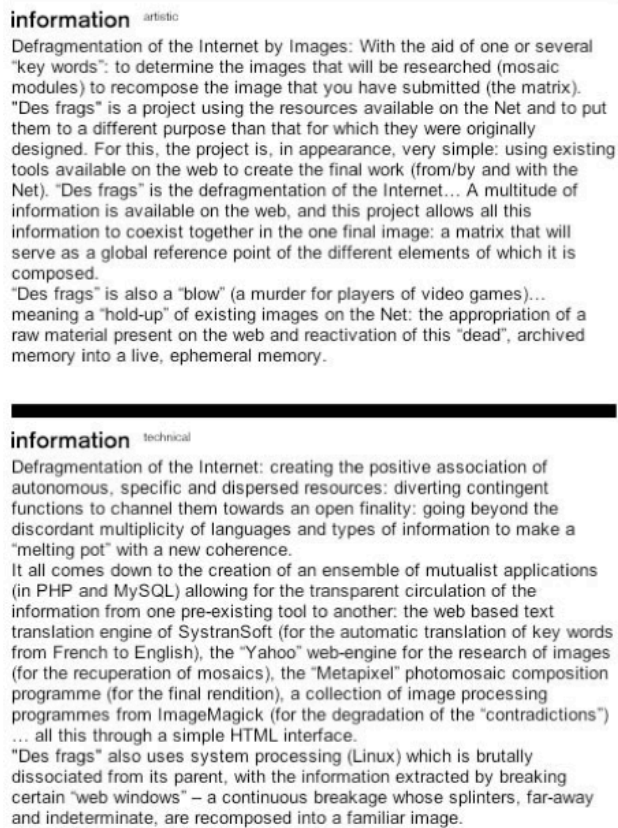 information artistic
Defragmentation of the Internet by Images: With the aid of one or several
"key words": to determine the images that will be researched (mosaic
modules) to recompose the image that you have submitted (the matrix).
"Des frags" is a project using the resources available on the Net and to put
them to a different purpose than that for which they were originally
designed. For this, the project is, in appearance, very simple: using existing
tools available on the web to create the final work (from/by and with the
Net). "Des frags" is the defragmentation of the Internet... A multitude of
information is available on the web, and this project allows all this
information to coexist together in the one final image: a matrix that will
serve as a global reference point of the different elements of which it is
composed.
"Des frags" is also a "blow" (a murder for players of video games)...
meaning a "hold-up" of existing images on the Net: the appropriation of a
raw material present on the web and reactivation of this "dead", archived
memory into a live, ephemeral memory.
information technical
Defragmentation of the Internet: creating the positive association of
autonomous, specific and dispersed resources: diverting contingent
functions to channel them towards an open finality: going beyond the
discordant multiplicity of languages and types of information to make a
"melting pot" with a new coherence.
It all comes down to the creation of an ensemble of mutualist applications
(in PHP and MySQL) allowing for the transparent circulation of the
information from one pre-existing tool to another: the web based text
translation engine of SystranSoft (for the automatic translation of key words
from French to English), the "Yahoo" web-engine for the research of images
(for the recuperation of mosaics), the "Metapixel" photomosaic composition
programme (for the final rendition), a collection of image processing
programmes from ImageMagick (for the degradation of the "contradictions")
... all this through a simple HTML interface.
"Des frags" also uses system processing (Linux) which is brutally
dissociated from its parent, with the information extracted by breaking
certain "web windows" – a continuous breakage whose splinters, far-away
and indeterminate, are recomposed into a familiar image.